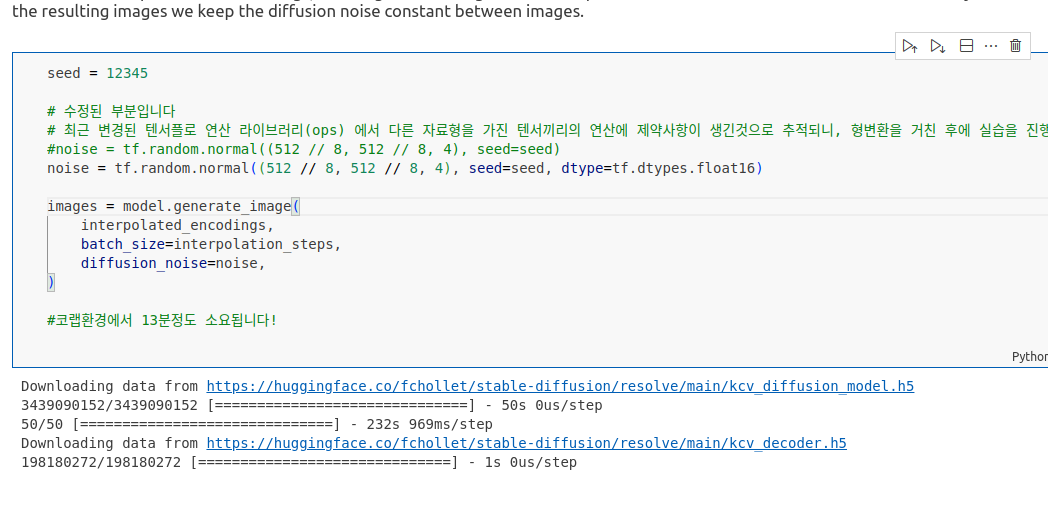 the resulting images we keep the diffusion noise constant between images.
seed = 12345
# 수정된 부분입니다
# 최근 변경된 텐서플로 연산 라이브러리(ops) 에서 다른 자료형을 가진 텐서끼리의 연산에 제약사항이 생긴것으로 추적되니, 형변환을 거친 후에 실습을 진행
#noise = tf.random.normal((512 // 8, 512 // 8, 4), seed=seed)
noise = tf.random.normal((512 // 8, 512 // 8, 4), seed=seed, dtype=tf.dtypes.float16)
images = model.generate_image(
    interpolated_encodings,
    batch_size=interpolation_steps,
    diffusion_noise=noise,
)
#코랩환경에서 13분정도 소요됩니다!
Python
Downloading data from https://huggingface.co/fchollet/stable-diffusion/resolve/main/kcv_diffusion_model.h5
3439090152/3439090152 [==============================] - 50s 0us/step
50/50 [==============================] - 232s 969ms/step
Downloading data from https://huggingface.co/fchollet/stable-diffusion/resolve/main/kcv_decoder.h5
198180272/198180272 [==============================] - 1s 0us/step